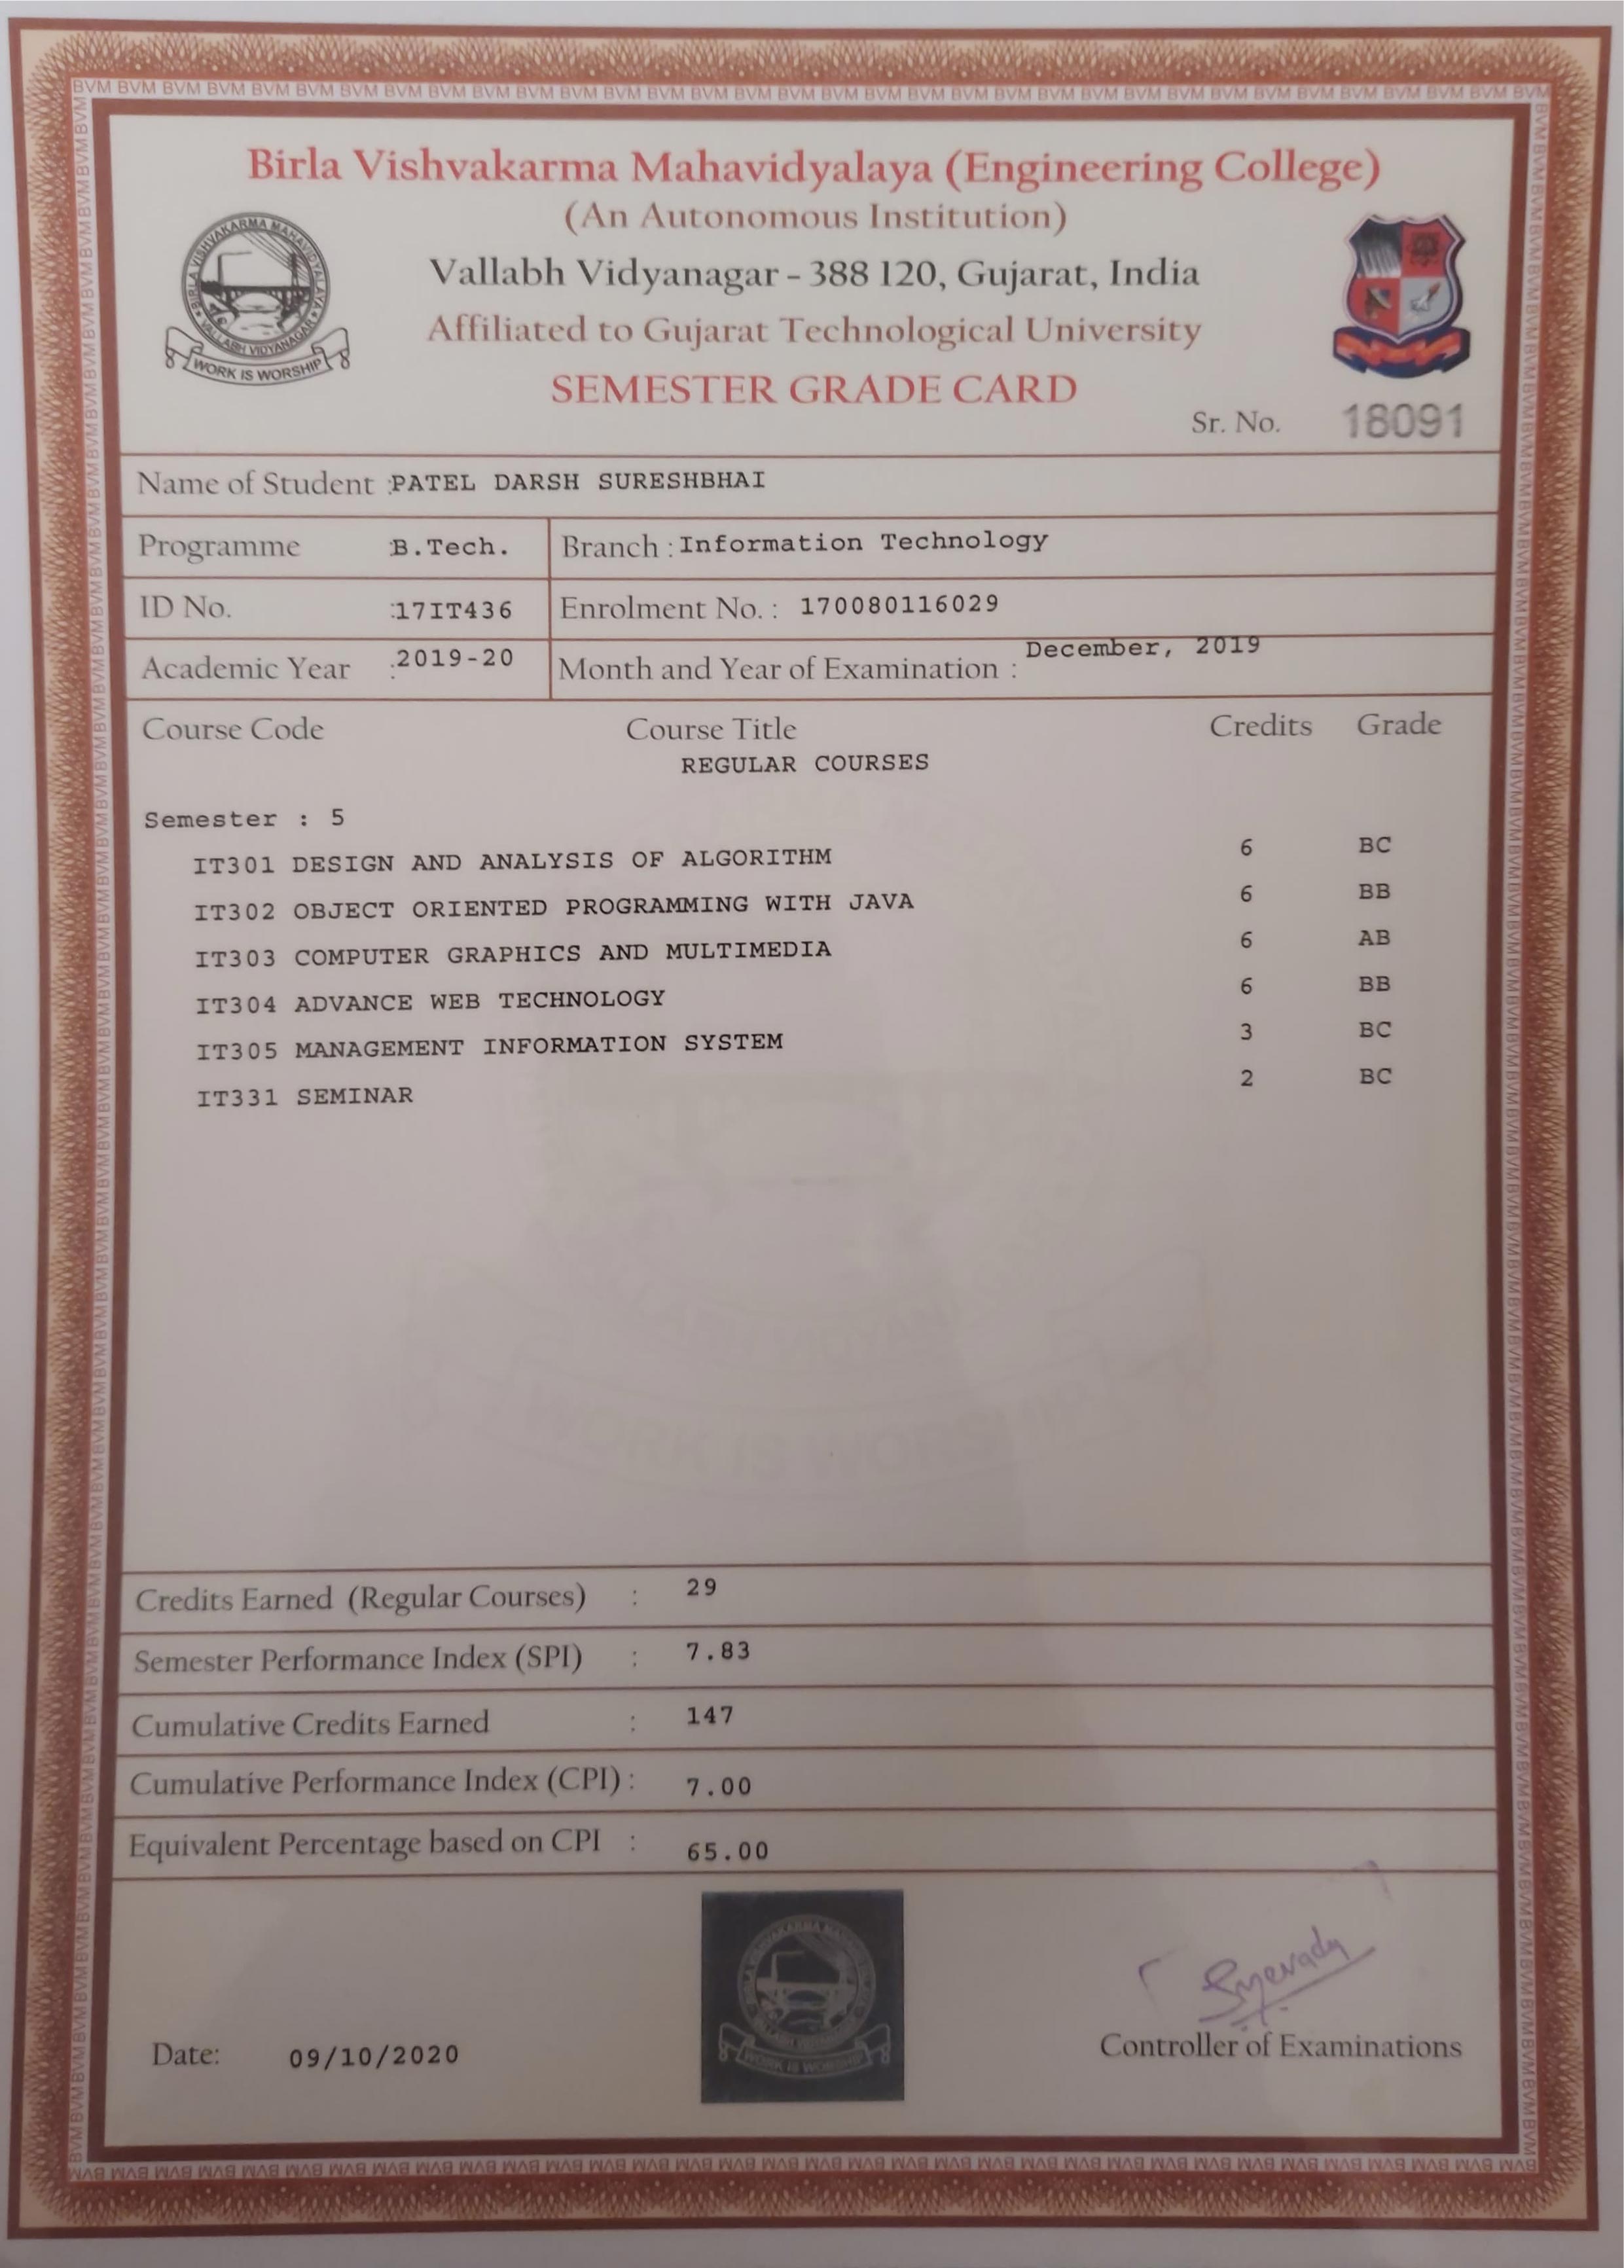 BVM BVM BVM BVM BVM BVM BVM BVM BVM BVM BVM BVM BVM BVM BVM BVM BVM BVM BVM BVM BVM BVM BVM BVM BVM BVM BVM BVM BVM BVM BVM BVM BVM BVM
Birla Vishvakarma Mahavidyalaya (Engineering College)
(An Autonomous Institution)
Vallabh Vidyanagar - 388 120, Gujarat, India
Affiliated to Gujarat Technological University
SEMESTER GRADE CARD
BIRLA VISHVAKARMA MAHAVIDYALAYA
VALLABH VIDYANAGAR
WORK IS WORSHIP
Sr. No. 18091
Name of Student :PATEL DARSH SURESHBHAI
Programme :B.Tech. Branch : Information Technology
ID No. :17IT436 Enrolment No. : 170080116029
Academic Year :2019-20 Month and Year of Examination : December, 2019
Course Code Course Title Credits Grade
REGULAR COURSES
Semester : 5
IT301 DESIGN AND ANALYSIS OF ALGORITHM 6 BC
IT302 OBJECT ORIENTED PROGRAMMING WITH JAVA 6 BB
IT303 COMPUTER GRAPHICS AND MULTIMEDIA 6 AB
IT304 ADVANCE WEB TECHNOLOGY 6 BB
IT305 MANAGEMENT INFORMATION SYSTEM 3 BC
IT331 SEMINAR 2 BC
Credits Earned (Regular Courses) : 29
Semester Performance Index (SPI) : 7.83
Cumulative Credits Earned : 147
Cumulative Performance Index (CPI) : 7.00
Equivalent Percentage based on CPI : 65.00
WORK IS WORSHIP
Date: 09/10/2020
Controller of Examinations